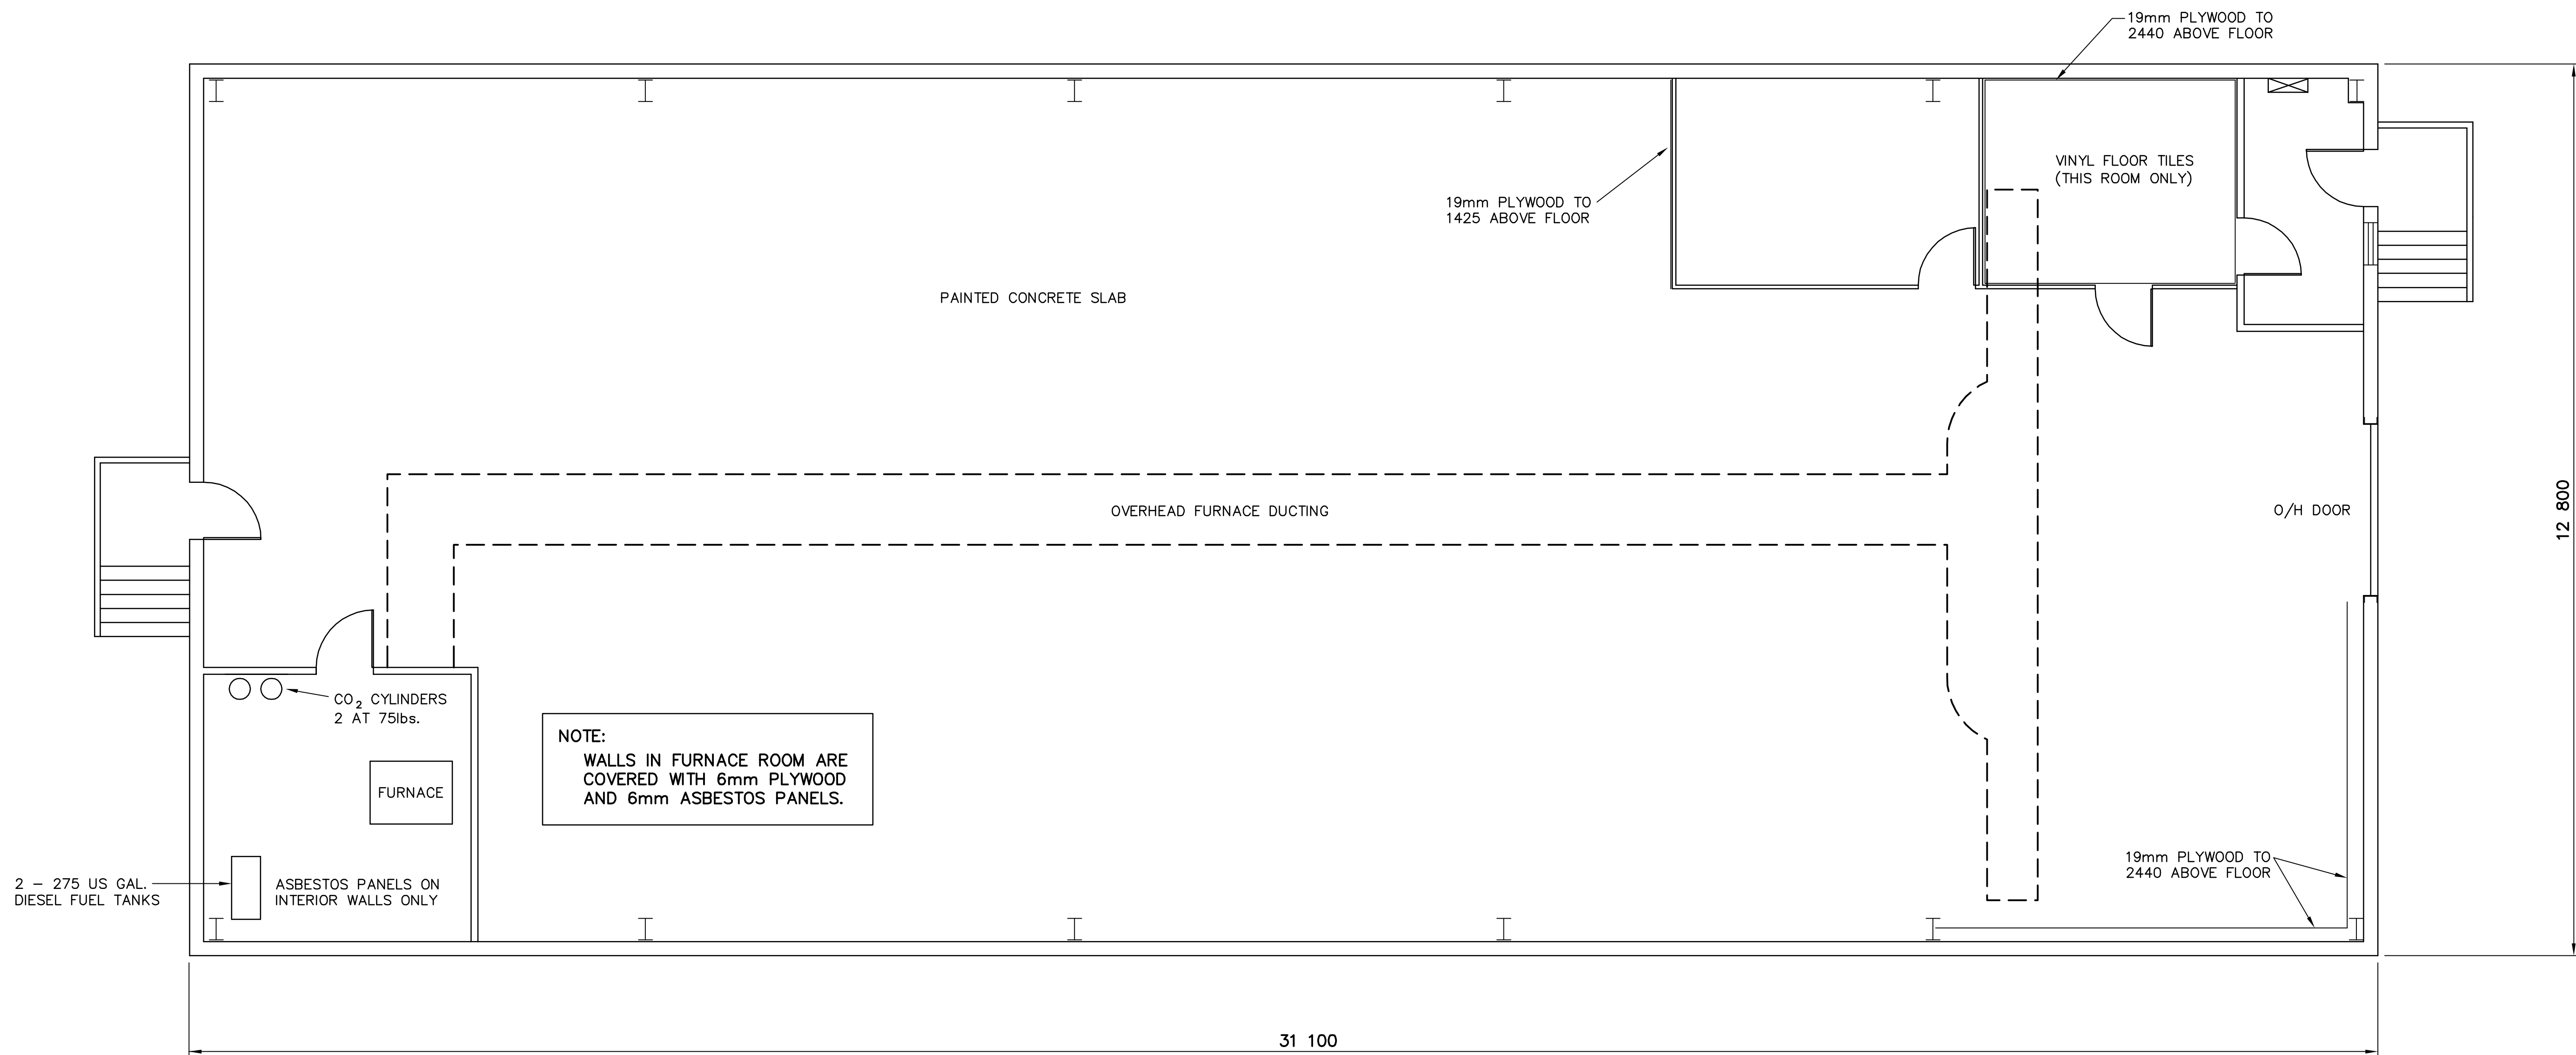 19mm PLYWOOD TO
2440 ABOVE FLOOR
VINYL FLOOR TILES
(THIS ROOM ONLY)
19mm PLYWOOD TO
1425 ABOVE FLOOR
PAINTED CONCRETE SLAB
OVERHEAD FURNACE DUCTING
O/H DOOR
12 800
CO₂ CYLINDERS
2 AT 75lbs.
NOTE:
WALLS IN FURNACE ROOM ARE
COVERED WITH 6mm PLYWOOD
AND 6mm ASBESTOS PANELS.
FURNACE
2 – 275 US GAL.
DIESEL FUEL TANKS
ASBESTOS PANELS ON
INTERIOR WALLS ONLY
19mm PLYWOOD TO
2440 ABOVE FLOOR
31 100